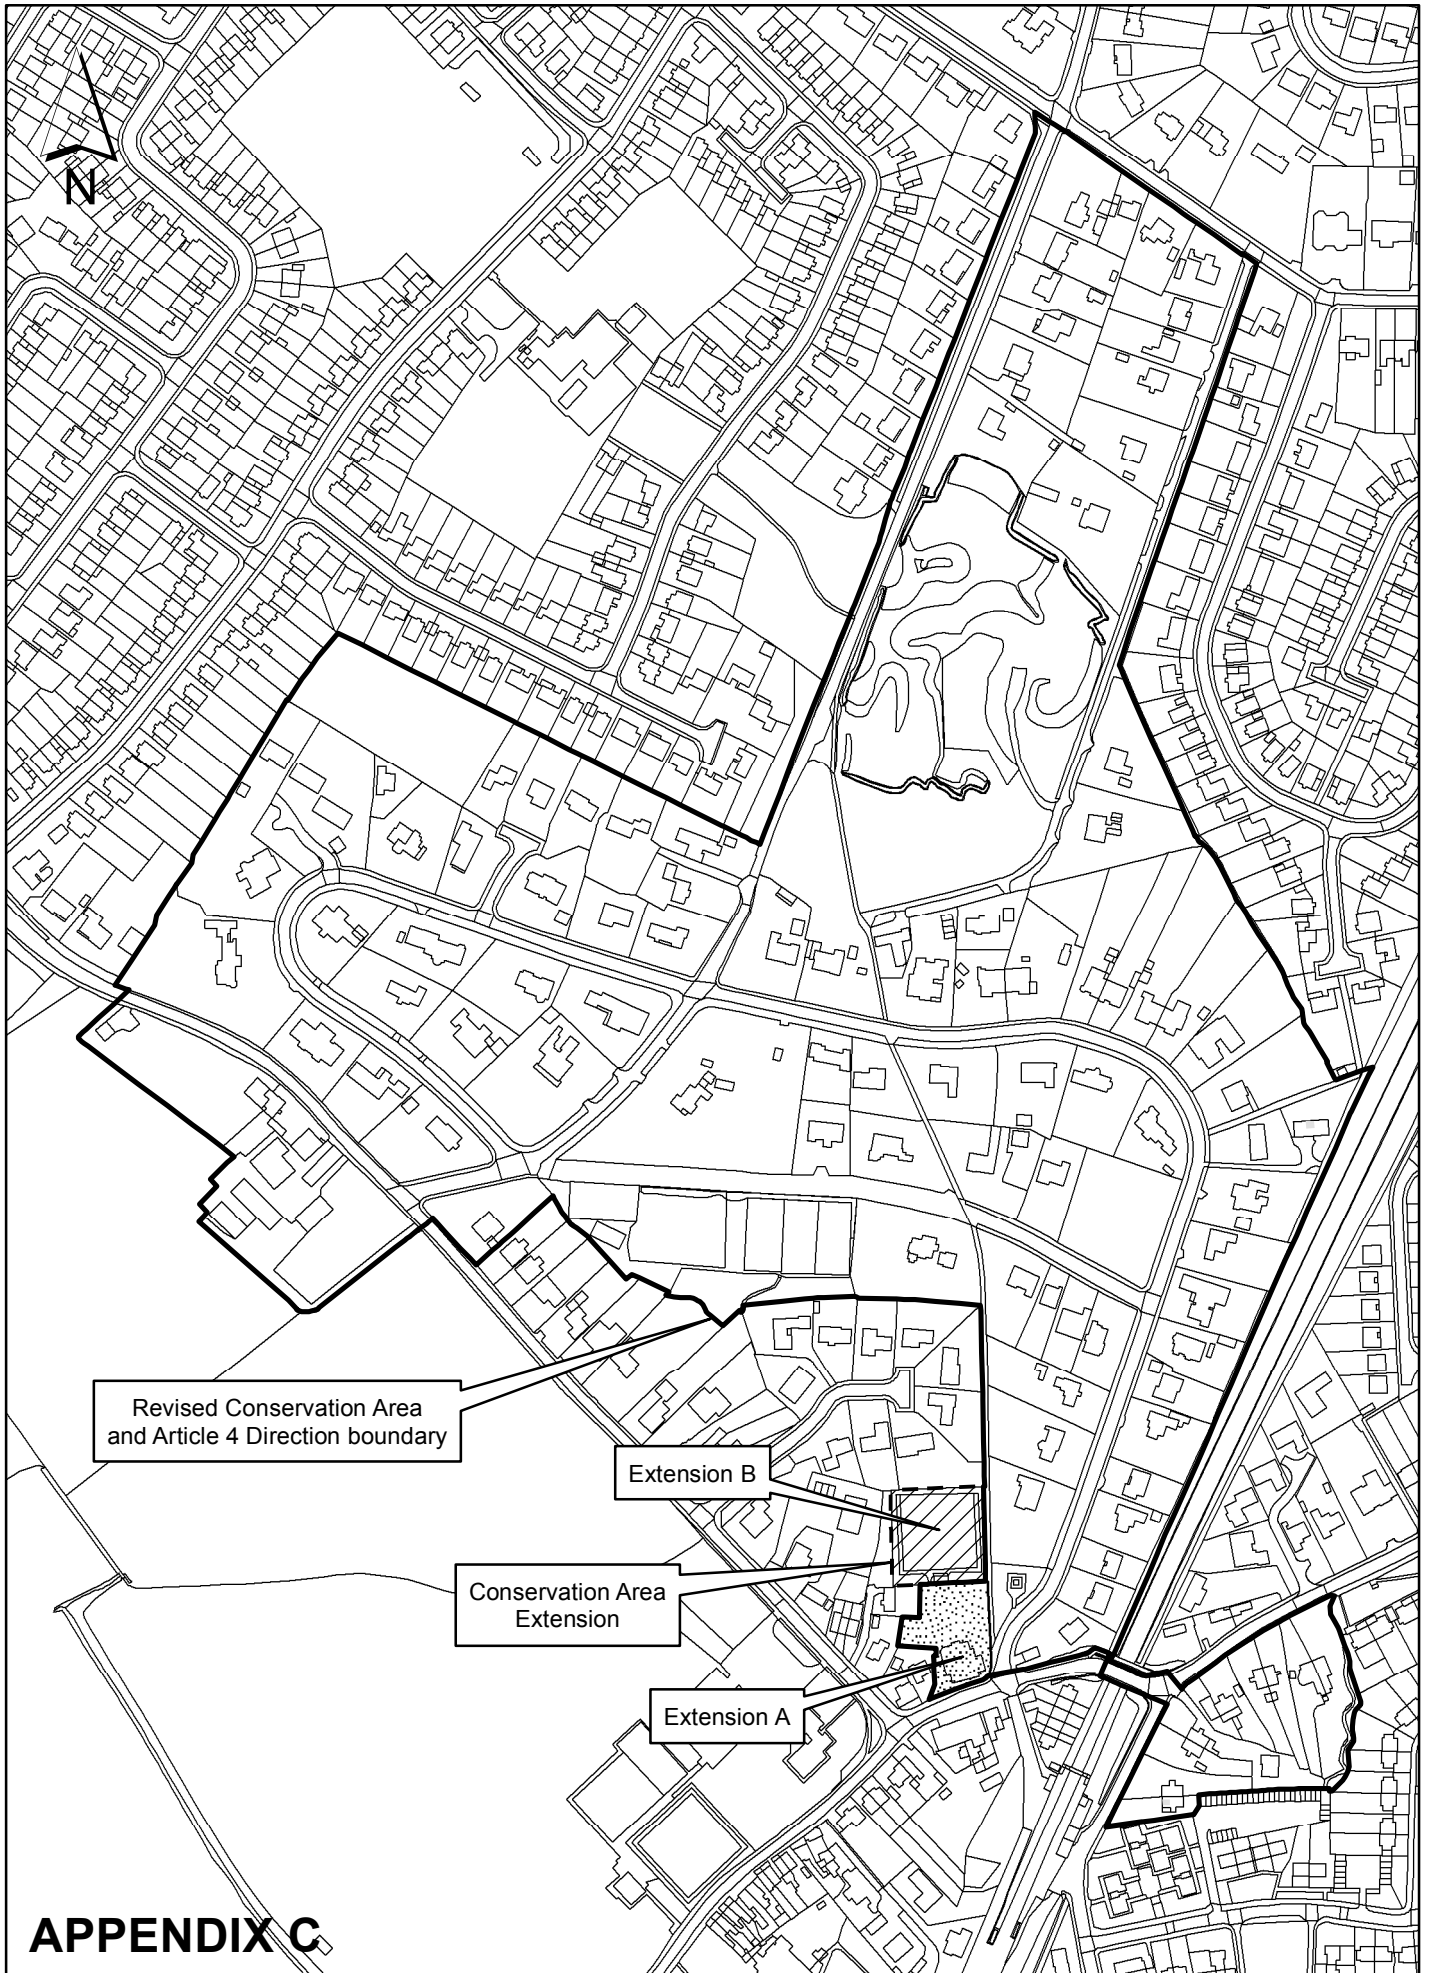 N
Revised Conservation Area
and Article 4 Direction boundary
Extension B
Conservation Area
Extension
Extension A
APPENDIX C